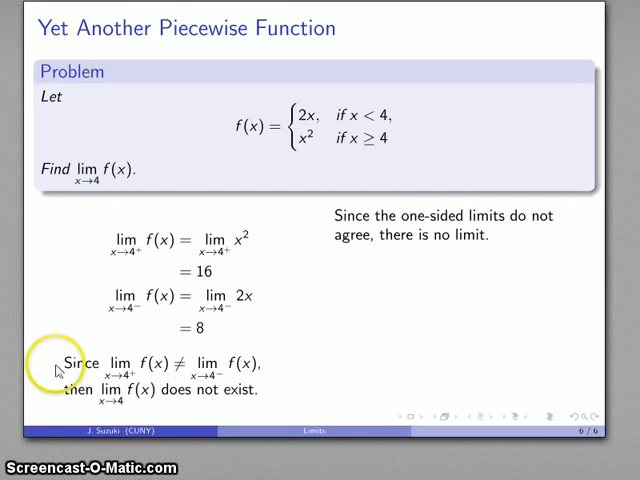 Yet Another Piecewise Function
Problem
Let
f(x) = { 2x, if x < 4,
x² if x ≥ 4
Find lim x→4 f(x).
Since the one-sided limits do not
agree, there is no limit.
lim x→4⁺ f(x) = lim x→4⁺ x²
= 16
lim x→4⁻ f(x) = lim x→4⁻ 2x
= 8
Since lim x→4⁺ f(x) ≠ lim x→4⁻ f(x),
then lim x→4 f(x) does not exist.
J. Suzuki (CUNY) Limits 6 / 6
Screencast-O-Matic.com